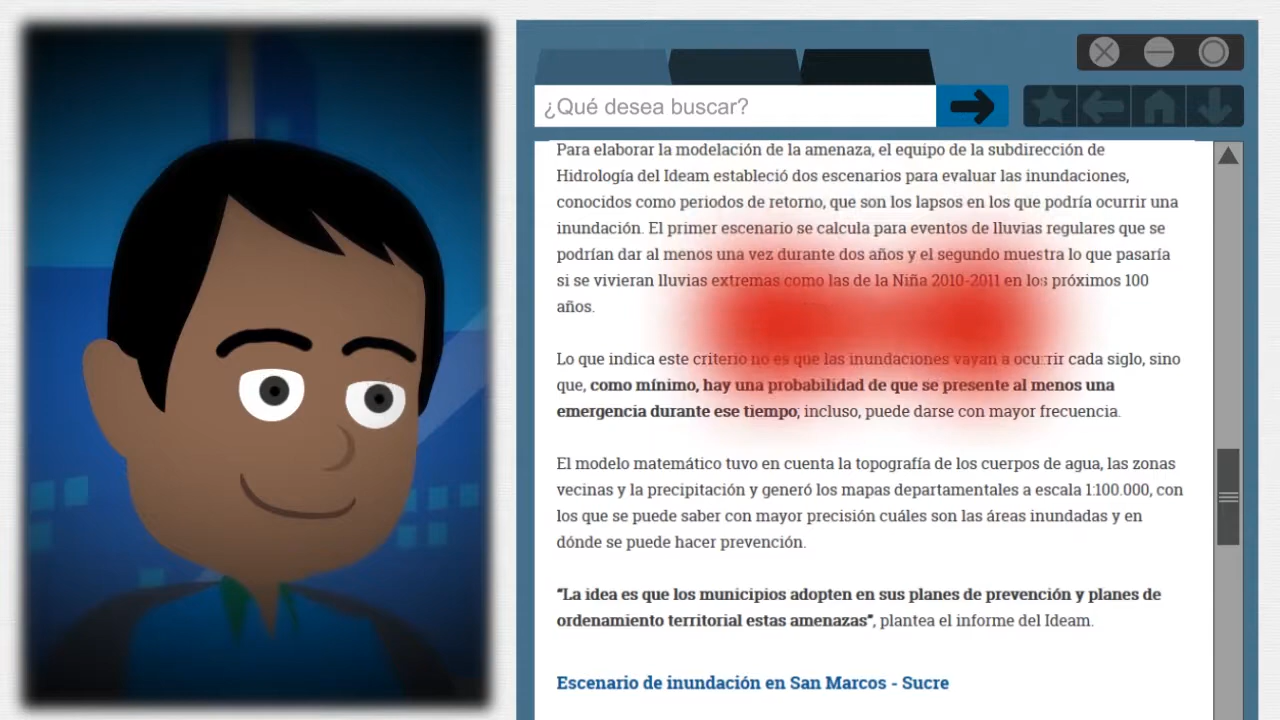 ¿Qué desea buscar?
Para elaborar la modelación de la amenaza, el equipo de la subdirección de
Hidrología del Ideam estableció dos escenarios para evaluar las inundaciones,
conocidos como periodos de retorno, que son los lapsos en los que podría ocurrir una
inundación. El primer escenario se calcula para eventos de lluvias regulares que se
podrían dar al menos una vez durante dos años y el segundo muestra lo que pasaría
si se vivieran lluvias extremas como las de la Niña 2010-2011 en los próximos 100
años.
Lo que indica este criterio no es que las inundaciones vayan a ocurrir cada siglo, sino
que, como mínimo, hay una probabilidad de que se presente al menos una
emergencia durante ese tiempo; incluso, puede darse con mayor frecuencia.
El modelo matemático tuvo en cuenta la topografía de los cuerpos de agua, las zonas
vecinas y la precipitación y generó los mapas departamentales a escala 1:100.000, con
los que se puede saber con mayor precisión cuáles son las áreas inundadas y en
dónde se puede hacer prevención.
“La idea es que los municipios adopten en sus planes de prevención y planes de
ordenamiento territorial estas amenazas”, plantea el informe del Ideam.
Escenario de inundación en San Marcos - Sucre